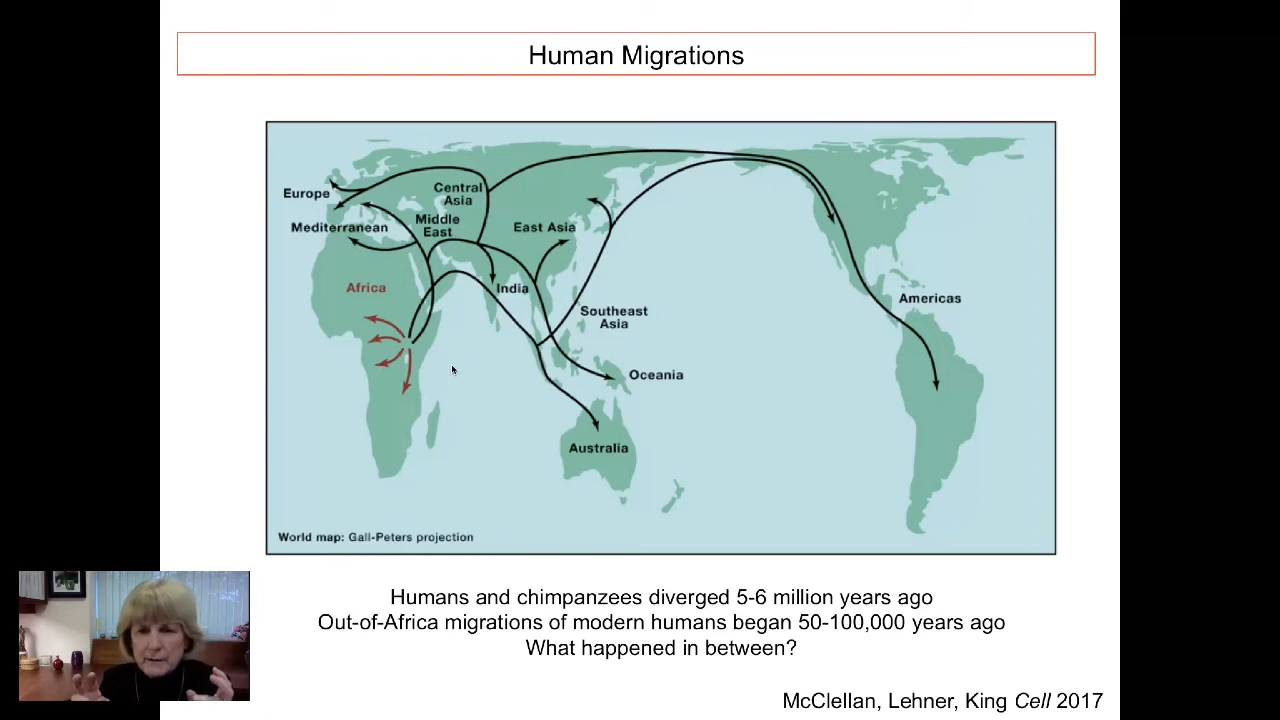 Human Migrations
Europe
Central
Asia
Mediterranean
Middle
East
East Asia
Africa
India
Americas
Southeast
Asia
Oceania
Australia
World map: Gall-Peters projection
Humans and chimpanzees diverged 5-6 million years ago
Out-of-Africa migrations of modern humans began 50-100,000 years ago
What happened in between?
McClellan, Lehner, King Cell 2017